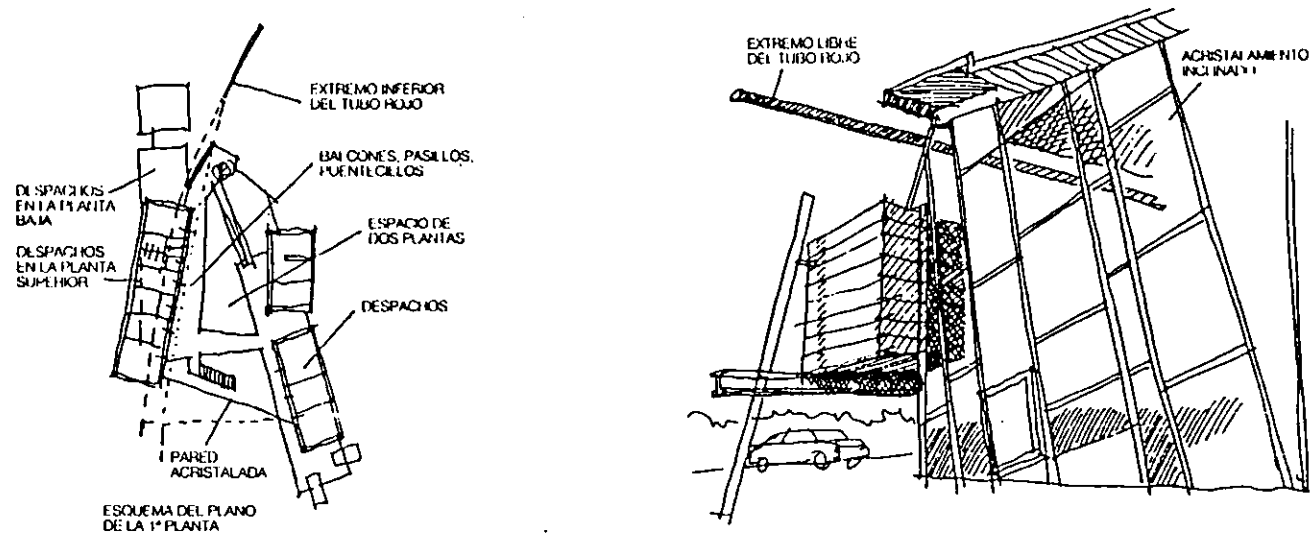 EXTREMO INFERIOR
DEL TUBO ROJO
BALCONES, PASILLOS,
PUENTECILLOS
DESPACHOS
EN LA PLANTA
BAJA
ESPACIO DE
DOS PLANTAS
DESPACHOS
EN LA PLANTA
SUPERIOR
DESPACHOS
PARED
ACRISTALADA
ESQUEMA DEL PLANO
DE LA 1ª PLANTA
EXTREMO LIBRE
DEL TUBO ROJO
ACRISTALAMIENTO
INCLINADO